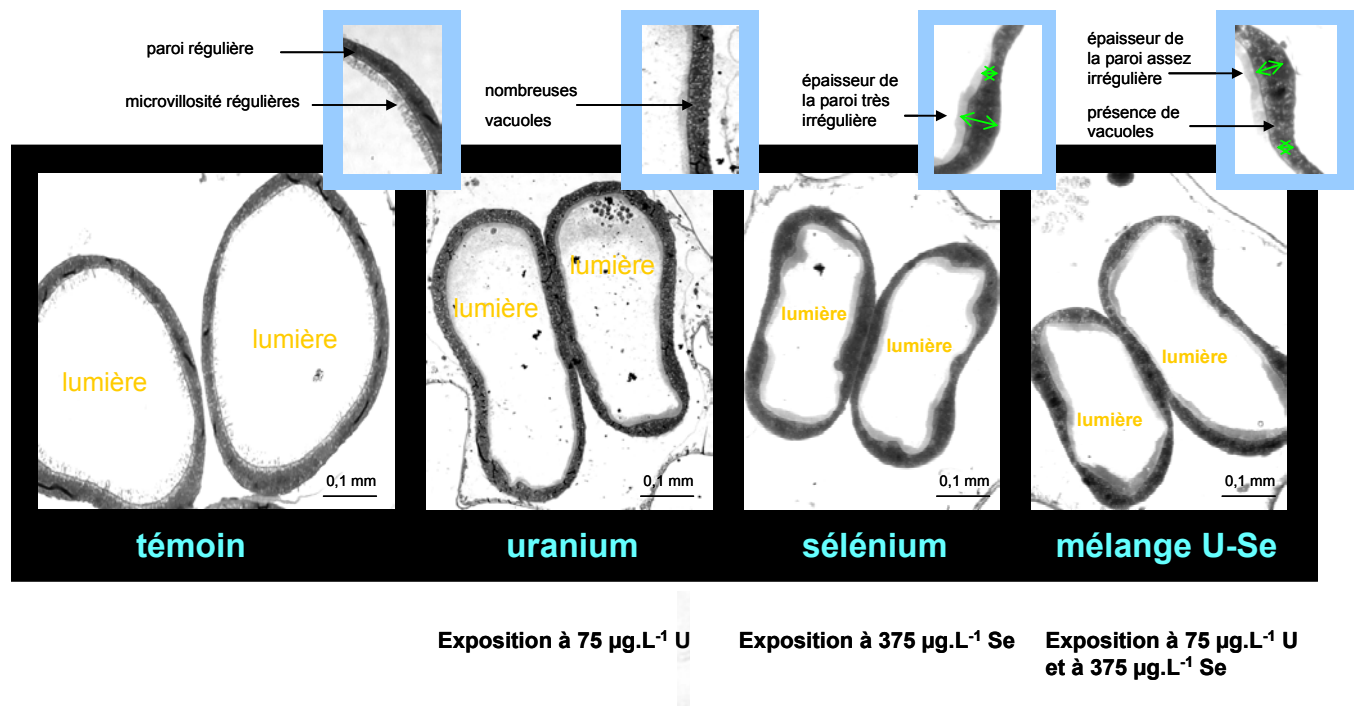 paroi régulière
microvillosité régulières
nombreuses
vacuoles
épaisseur de
la paroi très
irrégulière
épaisseur de
la paroi assez
irrégulière
présence de
vacuoles
lumière
lumière
0,1 mm
lumière
lumière
0,1 mm
lumière
lumière
0,1 mm
lumière
lumière
0,1 mm
témoin
uranium
sélénium
mélange U-Se
Exposition à 75 µg.L⁻¹ U
Exposition à 375 µg.L⁻¹ Se
Exposition à 75 µg.L⁻¹ U
et à 375 µg.L⁻¹ Se